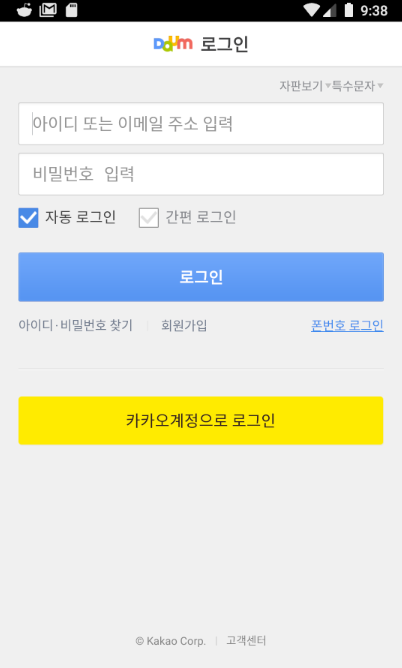 9:38
Daum 로그인
자판보기 특수문자
아이디 또는 이메일 주소 입력
비밀번호 입력
자동 로그인 간편 로그인
로그인
아이디·비밀번호 찾기 회원가입 폰번호 로그인
카카오계정으로 로그인
© Kakao Corp. 고객센터